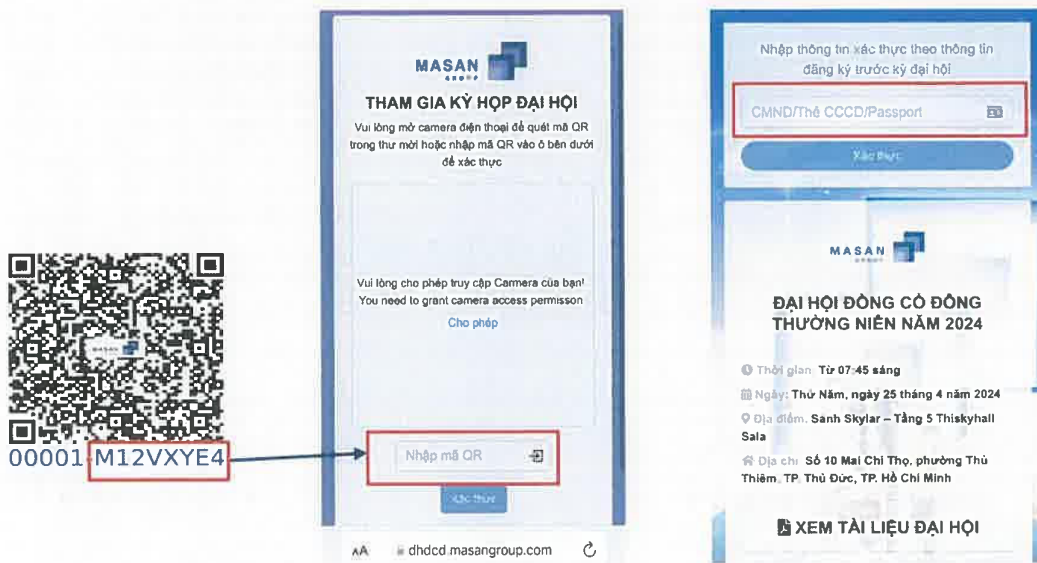 MASAN
00001-M12VXYE4
MASAN
GROUP
THAM GIA KỲ HỌP ĐẠI HỘI
Vui lòng mở camera điện thoại để quét mã QR
trong thư mời hoặc nhập mã QR vào ô bên dưới
để xác thực
Vui lòng cho phép truy cập Carmera của bạn!
You need to grant camera access permisson
Cho phép
Nhập mã QR
Xác thực
AA dhdcd.masangroup.com
Nhập thông tin xác thực theo thông tin
đăng ký trước kỳ đại hội
CMND/Thẻ CCCD/Passport
Xác thực
MASAN
GROUP
ĐẠI HỘI ĐỒNG CỔ ĐÔNG
THƯỜNG NIÊN NĂM 2024
Thời gian: Từ 07:45 sáng
Ngày: Thứ Năm, ngày 25 tháng 4 năm 2024
Địa điểm: Sảnh Skylar – Tầng 5 Thiskyhall
Sala
Địa chỉ: Số 10 Mai Chí Thọ, phường Thủ
Thiêm, TP. Thủ Đức, TP. Hồ Chí Minh
XEM TÀI LIỆU ĐẠI HỘI